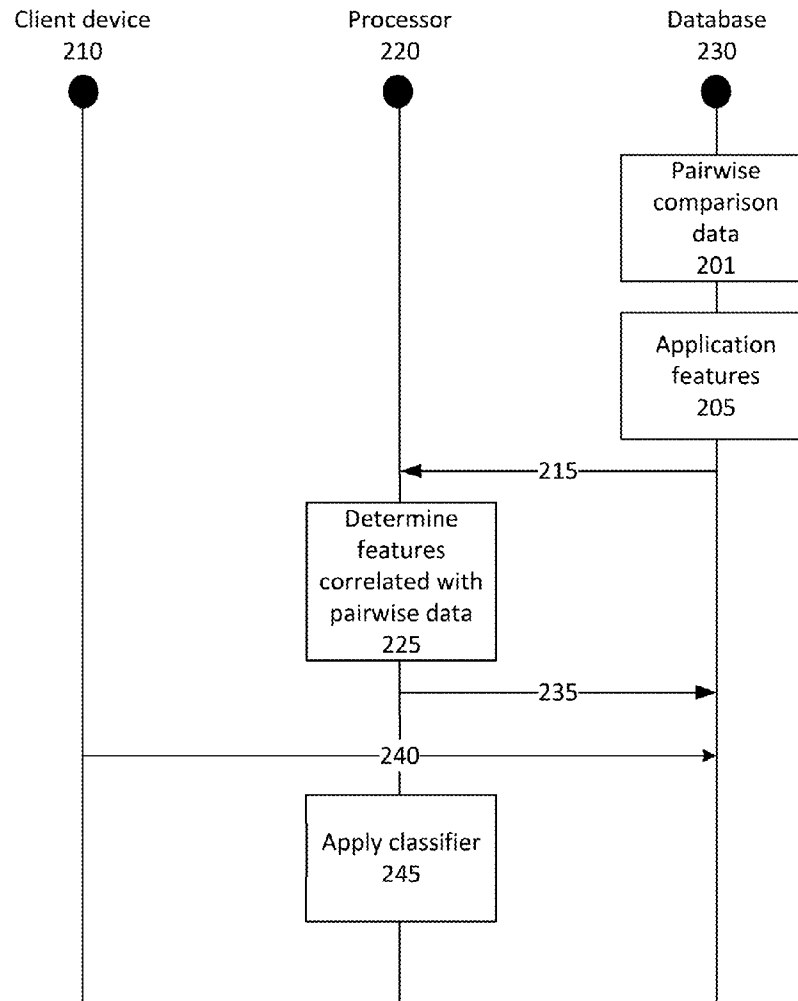 Client device
210
Processor
220
Database
230
Pairwise
comparison
data
201
Application
features
205
215
Determine
features
correlated with
pairwise data
225
235
240
Apply classifier
245